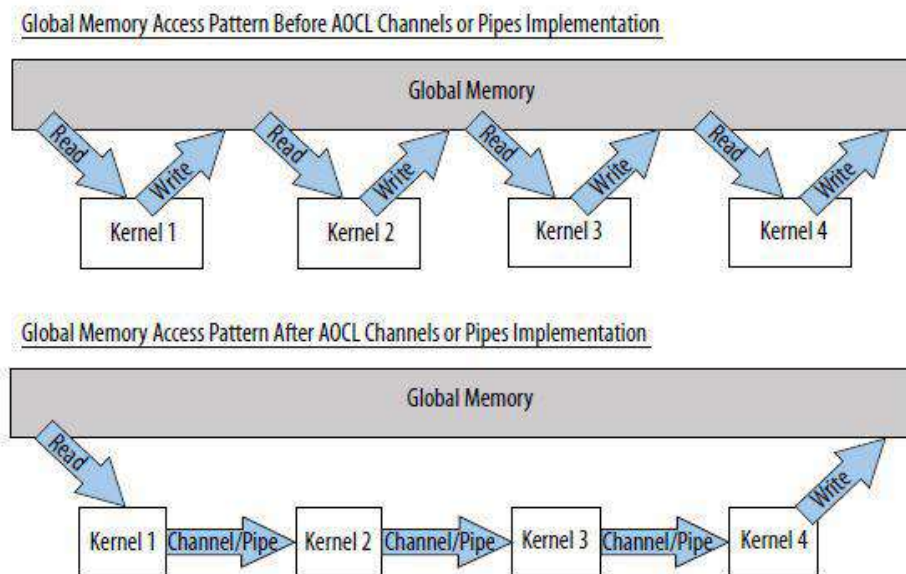 Global Memory Access Pattern Before AOCL Channels or Pipes Implementation
Global Memory
Read Write Read Write Read Write Read Write
Kernel 1 Kernel 2 Kernel 3 Kernel 4
Global Memory Access Pattern After AOCL Channels or Pipes Implementation
Global Memory
Read Write
Kernel 1 Channel/Pipe Kernel 2 Channel/Pipe Kernel 3 Channel/Pipe Kernel 4